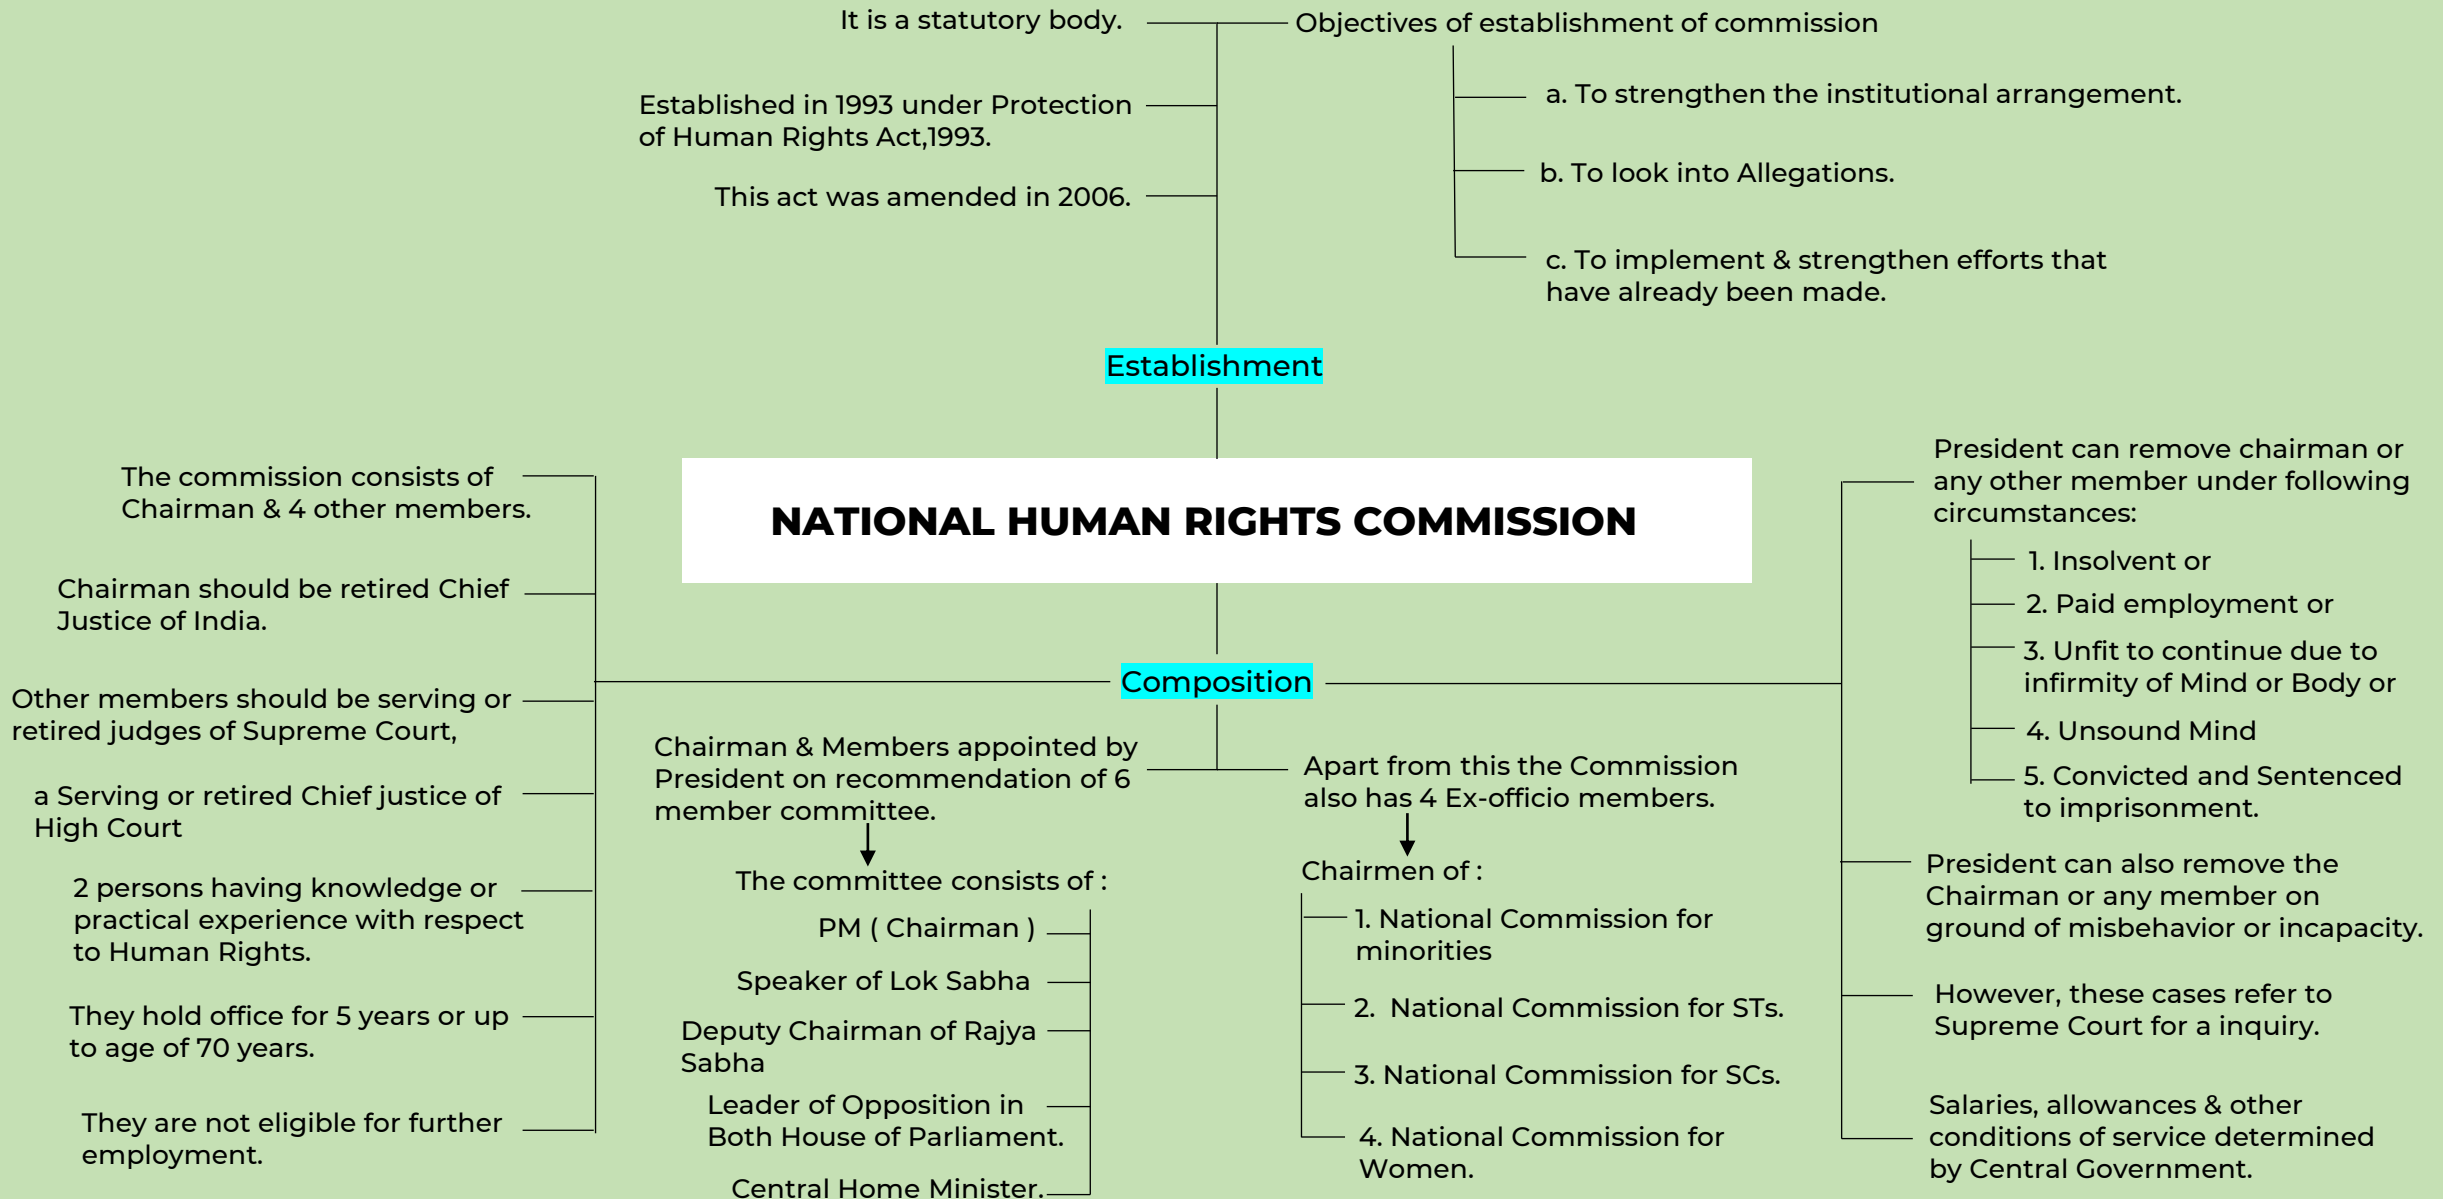 It is a statutory body.
Established in 1993 under Protection
of Human Rights Act,1993.
This act was amended in 2006.
Objectives of establishment of commission
a. To strengthen the institutional arrangement.
b. To look into Allegations.
c. To implement & strengthen efforts that
have already been made.
Establishment
NATIONAL HUMAN RIGHTS COMMISSION
Composition
The commission consists of
Chairman & 4 other members.
Chairman should be retired Chief
Justice of India.
Other members should be serving or
retired judges of Supreme Court,
a Serving or retired Chief justice of
High Court
2 persons having knowledge or
practical experience with respect
to Human Rights.
They hold office for 5 years or up
to age of 70 years.
They are not eligible for further
employment.
Chairman & Members appointed by
President on recommendation of 6
member committee.
The committee consists of :
PM ( Chairman )
Speaker of Lok Sabha
Deputy Chairman of Rajya
Sabha
Leader of Opposition in
Both House of Parliament.
Central Home Minister.
Apart from this the Commission
also has 4 Ex-officio members.
Chairmen of :
1. National Commission for
minorities
2. National Commission for STs.
3. National Commission for SCs.
4. National Commission for
Women.
President can remove chairman or
any other member under following
circumstances:
1. Insolvent or
2. Paid employment or
3. Unfit to continue due to
infirmity of Mind or Body or
4. Unsound Mind
5. Convicted and Sentenced
to imprisonment.
President can also remove the
Chairman or any member on
ground of misbehavior or incapacity.
However, these cases refer to
Supreme Court for a inquiry.
Salaries, allowances & other
conditions of service determined
by Central Government.